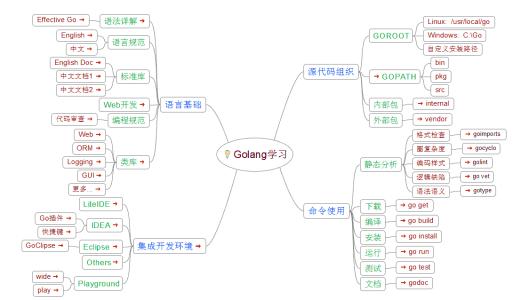 Effective Go
语法详解
English
中文
语言规范
English Doc
中文文档1
中文文档2
标准库
Web开发
代码审查
编程规范
Web
ORM
Logging
GUI
更多...
类库
语言基础
LiteIDE
Go插件
快捷键
IDEA
GoClipse
Eclipse
Others
wide
play
Playground
集成开发环境
Golang学习
源代码组织
GOROOT
Linux: /usr/local/go
Windows: C:\Go
自定义安装路径
GOPATH
bin
pkg
src
内部包
internal
外部包
vendor
命令使用
静态分析
格式检查
goimports
圈复杂度
gocyclo
编码样式
golint
逻辑缺陷
go vet
语法语义
gotype
下载
go get
编译
go build
安装
go install
运行
go run
测试
go test
文档
godoc